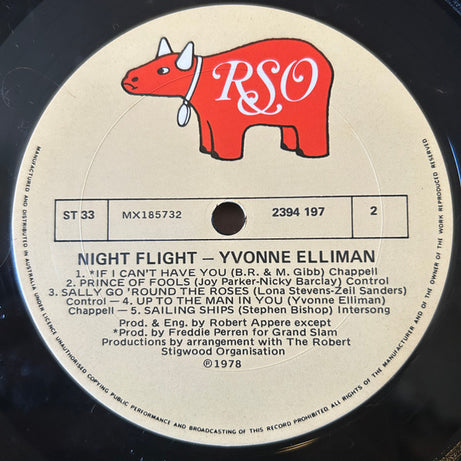 RSO
ST 33
MX185732
2394 197
2
NIGHT FLIGHT – YVONNE ELLIMAN
1. *IF I CAN'T HAVE YOU (B.R. & M. Gibb) Chappell
2. PRINCE OF FOOLS (Joy Parker-Nicky Barclay) Control
3. SALLY GO 'ROUND THE ROSES (Lona Stevens-Zeil Sanders)
Control — 4. UP TO THE MAN IN YOU (Yvonne Elliman)
Chappell — 5. SAILING SHIPS (Stephen Bishop) Intersong
Prod. & Eng. by Robert Appere except
*Prod. by Freddie Perren for Grand Slam
Productions by arrangement with The Robert
Stigwood Organisation
℗1978
MANUFACTURED AND DISTRIBUTED IN AUSTRALIA UNDER LICENCE UNAUTHORISED COPYING PUBLIC PERFORMANCE AND BROADCASTING OF THIS RECORD PROHIBITED. ALL RIGHTS OF THE MANUFACTURER AND OF THE OWNER OF THE WORK REPRODUCED RESERVED